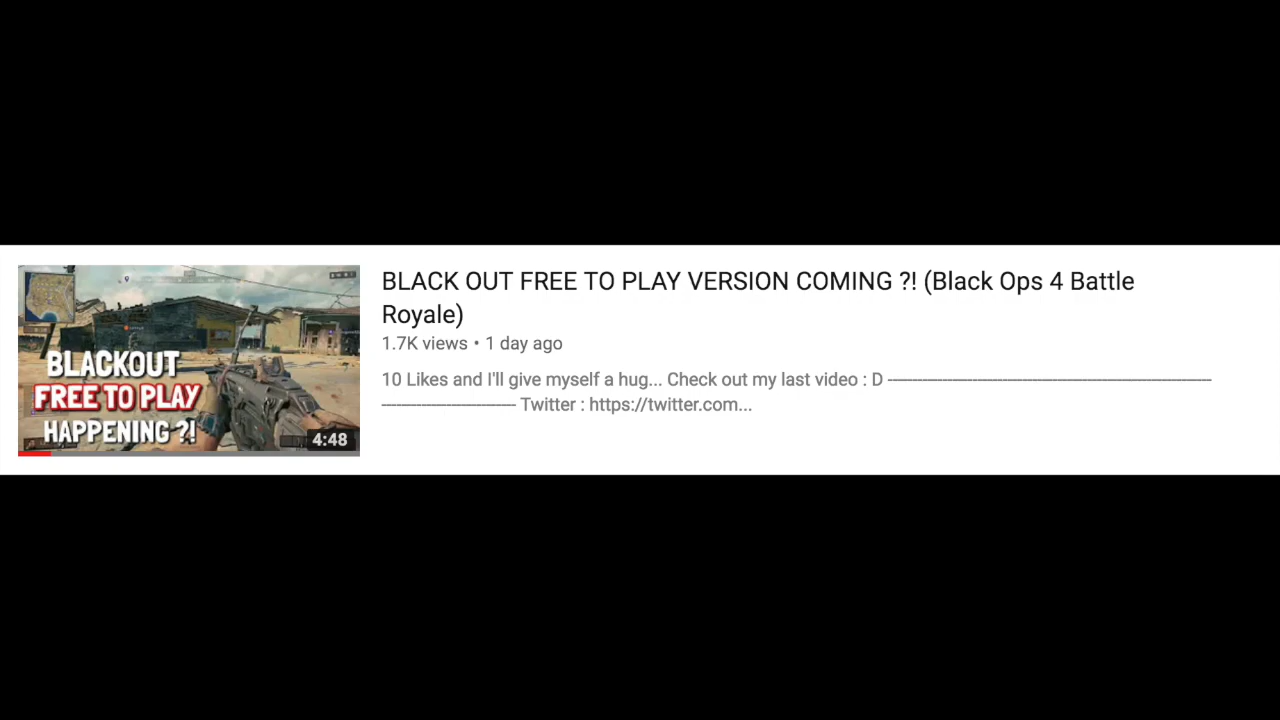 BLACKOUT
FREE TO PLAY
HAPPENING ?!
4:48
BLACK OUT FREE TO PLAY VERSION COMING ?! (Black Ops 4 Battle
Royale)
1.7K views • 1 day ago
10 Likes and I'll give myself a hug... Check out my last video : D -----------------------------------------------------------------
--------------------------- Twitter : https://twitter.com...